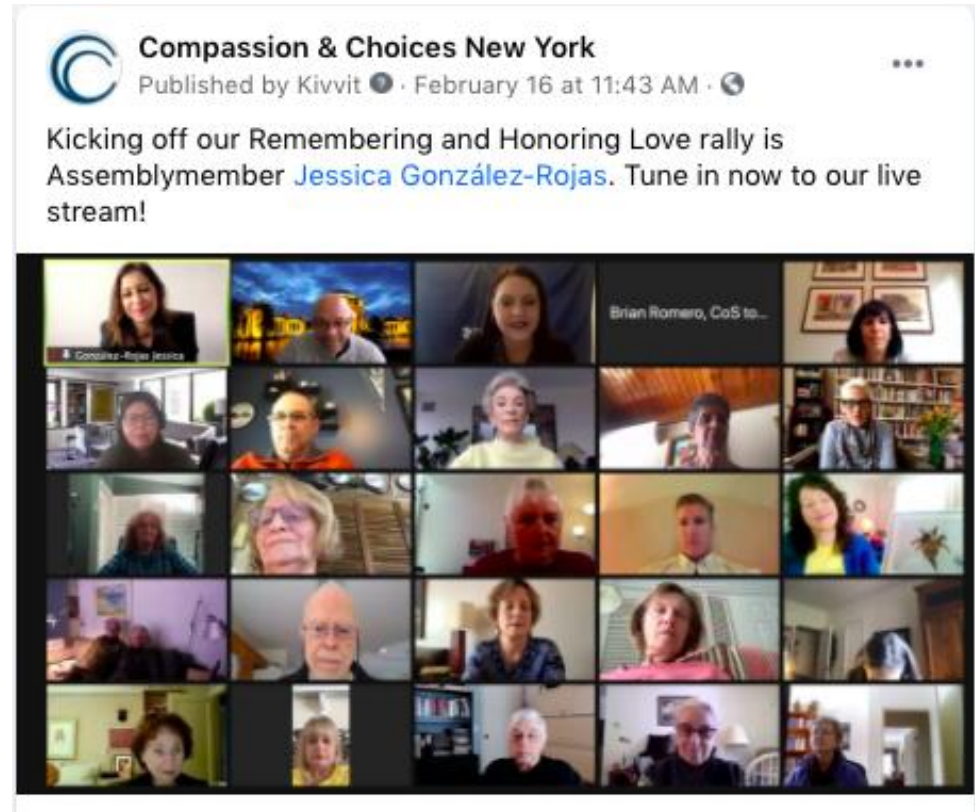 Compassion & Choices New York
Published by Kivvit · February 16 at 11:43 AM ·
Kicking off our Remembering and Honoring Love rally is
Assemblymember Jessica González-Rojas. Tune in now to our live
stream!
Brian Romero, CoS to...
González-Rojas Jessica